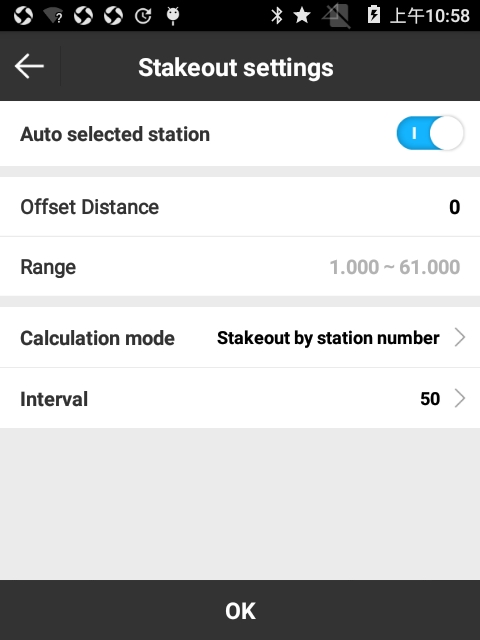 上午10:58
Stakeout settings
Auto selected station
Offset Distance 0
Range 1.000 ~ 61.000
Calculation mode Stakeout by station number
Interval 50
OK